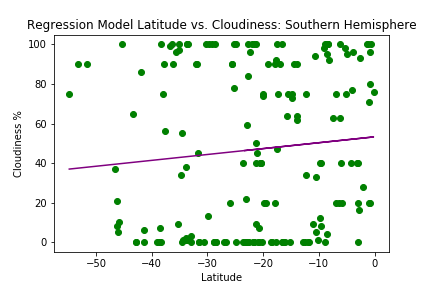 Regression Model Latitude vs. Cloudiness: Southern Hemisphere
100
80
60
40
20
0
Cloudiness %
−50 −40 −30 −20 −10 0
Latitude